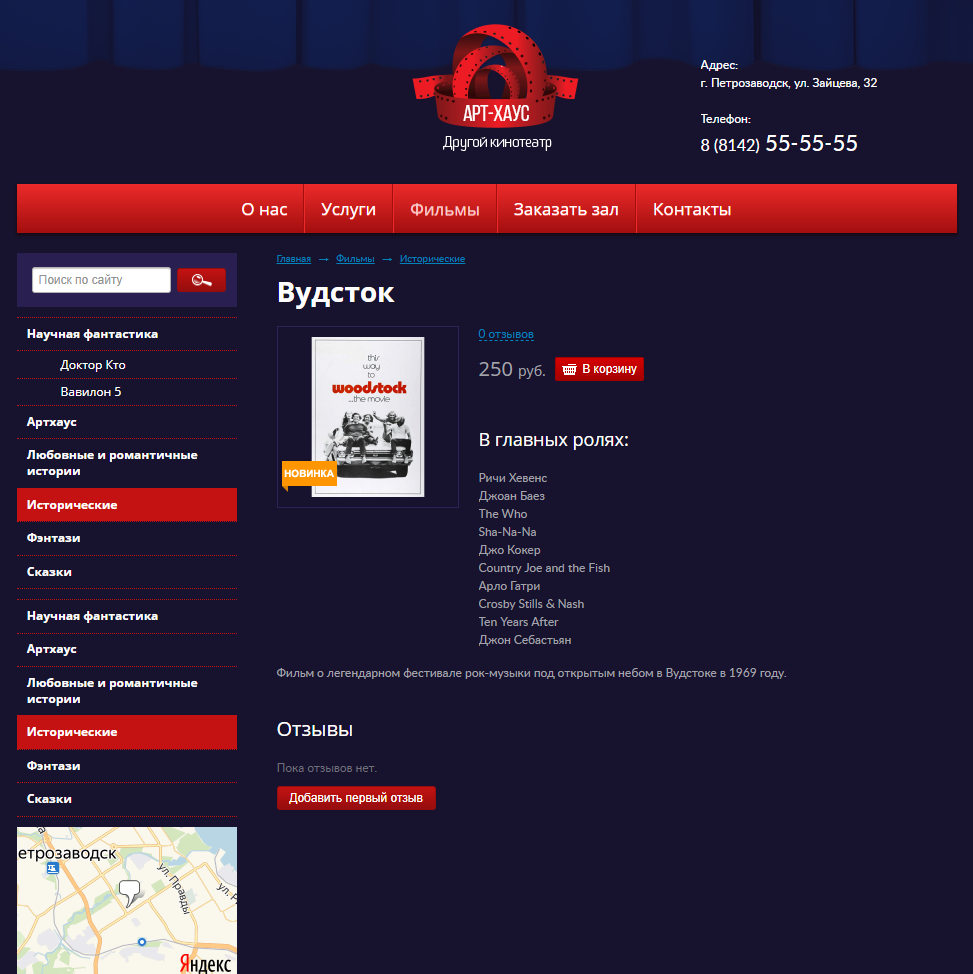 АРТ-ХАУС
Другой кинотеатр
Адрес:
г. Петрозаводск, ул. Зайцева, 32
Телефон:
8 (8142) 55-55-55
О нас Услуги Фильмы Заказать зал Контакты
Поиск по сайту
Научная фантастика
Доктор Кто
Вавилон 5
Артхаус
Любовные и романтичные
истории
Исторические
Фэнтази
Сказки
Научная фантастика
Артхаус
Любовные и романтичные
истории
Исторические
Фэнтази
Сказки
етрозаводск
ул. Правды
ул. Р
Яндекс
Главная → Фильмы → Исторические
Вудсток
this
way
to
woodstock
...the movie
НОВИНКА
0 отзывов
250 руб. В корзину
В главных ролях:
Ричи Хевенс
Джоан Баез
The Who
Sha-Na-Na
Джо Кокер
Country Joe and the Fish
Арло Гатри
Crosby Stills & Nash
Ten Years After
Джон Себастьян
Фильм о легендарном фестивале рок-музыки под открытым небом в Вудстоке в 1969 году.
Отзывы
Пока отзывов нет.
Добавить первый отзыв